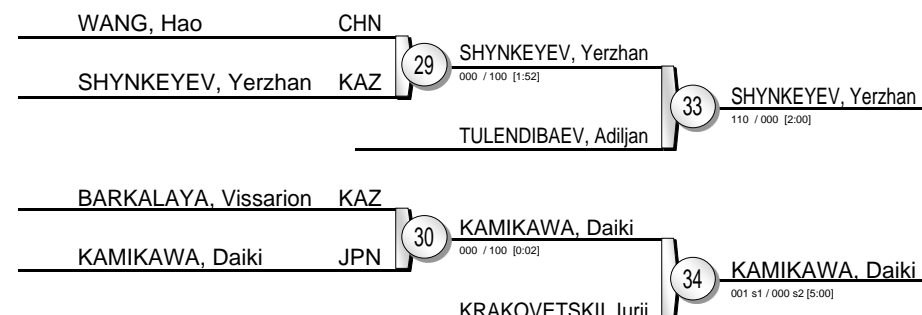 WANG, Hao CHN
SHYNKEYEV, Yerzhan KAZ
29
SHYNKEYEV, Yerzhan
000 / 100 [1:52]
TULENDIBAEV, Adiljan
33
SHYNKEYEV, Yerzhan
110 / 000 [2:00]
BARKALAYA, Vissarion KAZ
KAMIKAWA, Daiki JPN
30
KAMIKAWA, Daiki
000 / 100 [0:02]
KRAKOVETSKII, Iurii
34
KAMIKAWA, Daiki
001 s1 / 000 s2 [5:00]